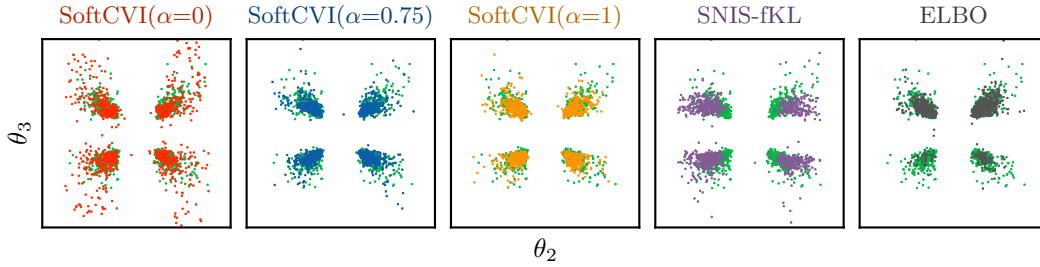 SoftCVI(α=0) SoftCVI(α=0.75) SoftCVI(α=1) SNIS-fKL ELBO
θ₃
θ₂